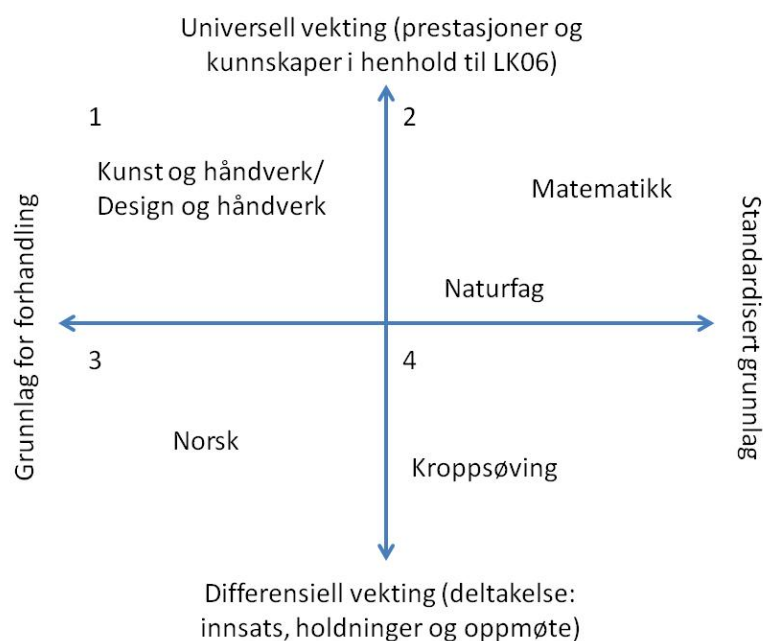 Universell vekting (prestasjoner og
kunnskaper i henhold til LK06)
1
2
Kunst og håndverk/
Design og håndverk
Matematikk
Naturfag
Grunnlag for forhandling
Standardisert grunnlag
3
4
Norsk
Kroppsøving
Differensiell vekting (deltakelse:
innsats, holdninger og oppmøte)